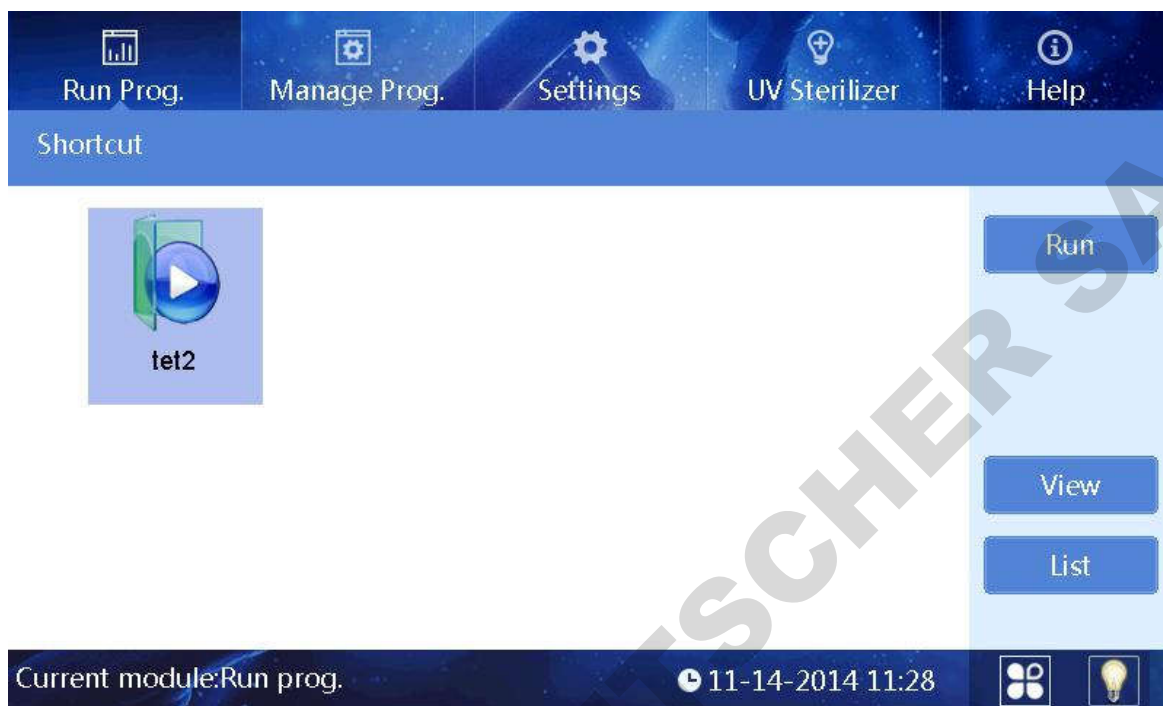 Run Prog. Manage Prog. Settings UV Sterilizer Help
Shortcut
tet2
Run
View
List
Current module:Run prog. 11-14-2014 11:28